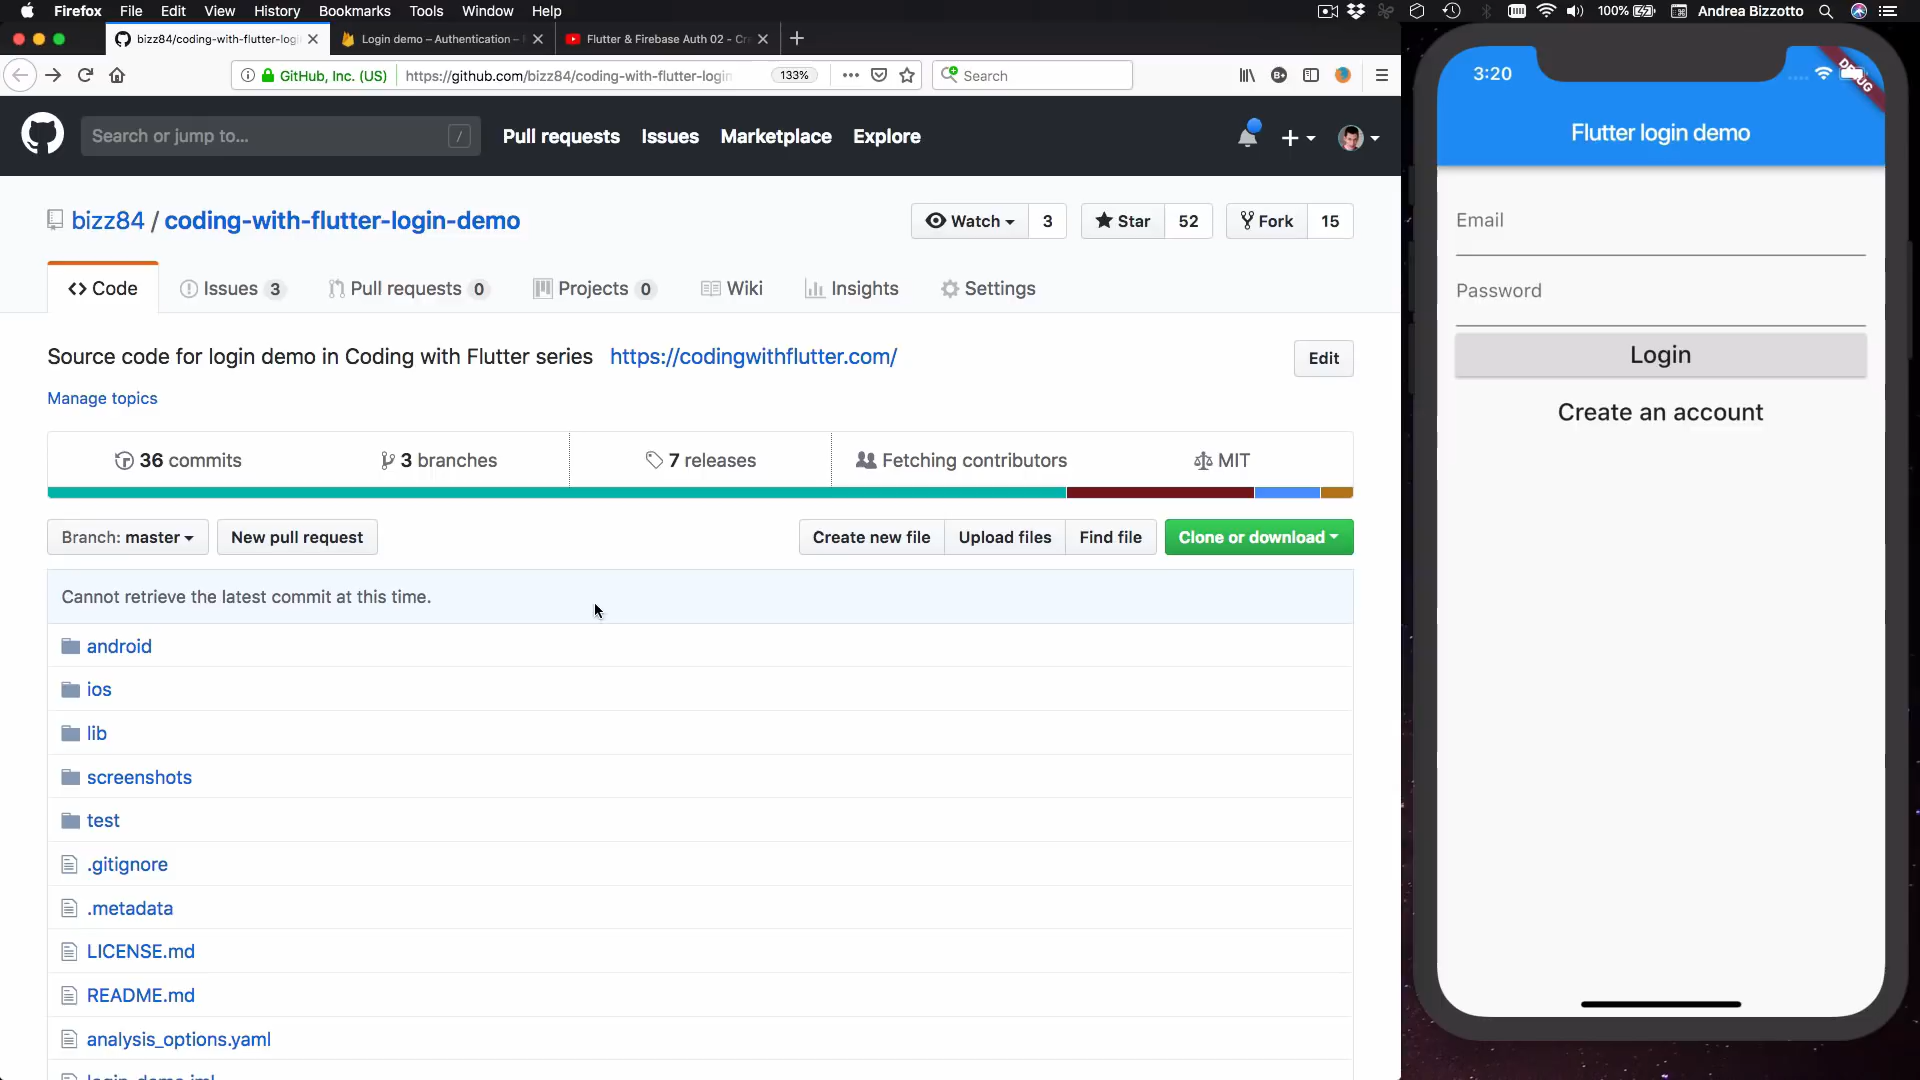 Firefox File Edit View History Bookmarks Tools Window Help 100% Andrea Bizzotto
bizz84/coding-with-flutter-logi Login demo – Authentication – Flutter & Firebase Auth 02 - Cre
GitHub, Inc. (US) https://github.com/bizz84/coding-with-flutter-login 133% Search
Search or jump to... / Pull requests Issues Marketplace Explore
bizz84 / coding-with-flutter-login-demo Watch 3 Star 52 Fork 15
Code Issues 3 Pull requests 0 Projects 0 Wiki Insights Settings
Source code for login demo in Coding with Flutter series https://codingwithflutter.com/ Edit
Manage topics
36 commits 3 branches 7 releases Fetching contributors MIT
Branch: master New pull request Create new file Upload files Find file Clone or download
Cannot retrieve the latest commit at this time.
android
ios
lib
screenshots
test
.gitignore
.metadata
LICENSE.md
README.md
analysis_options.yaml
login_demo.iml
3:20 DEBUG
Flutter login demo
Email
Password
Login
Create an account